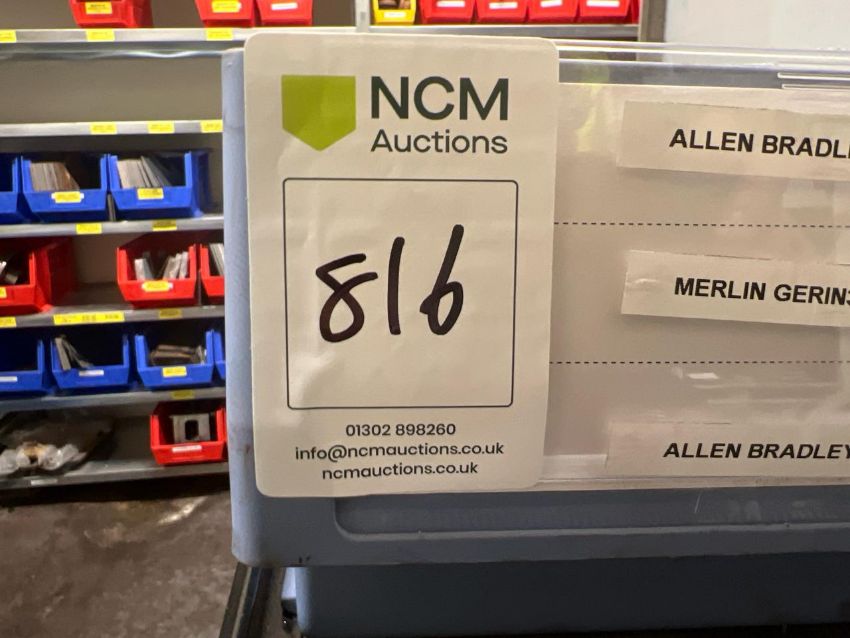 NCM
Auctions
816
01302 898260
info@ncmauctions.co.uk
ncmauctions.co.uk
ALLEN BRADL
MERLIN GERIN
ALLEN BRADLEY